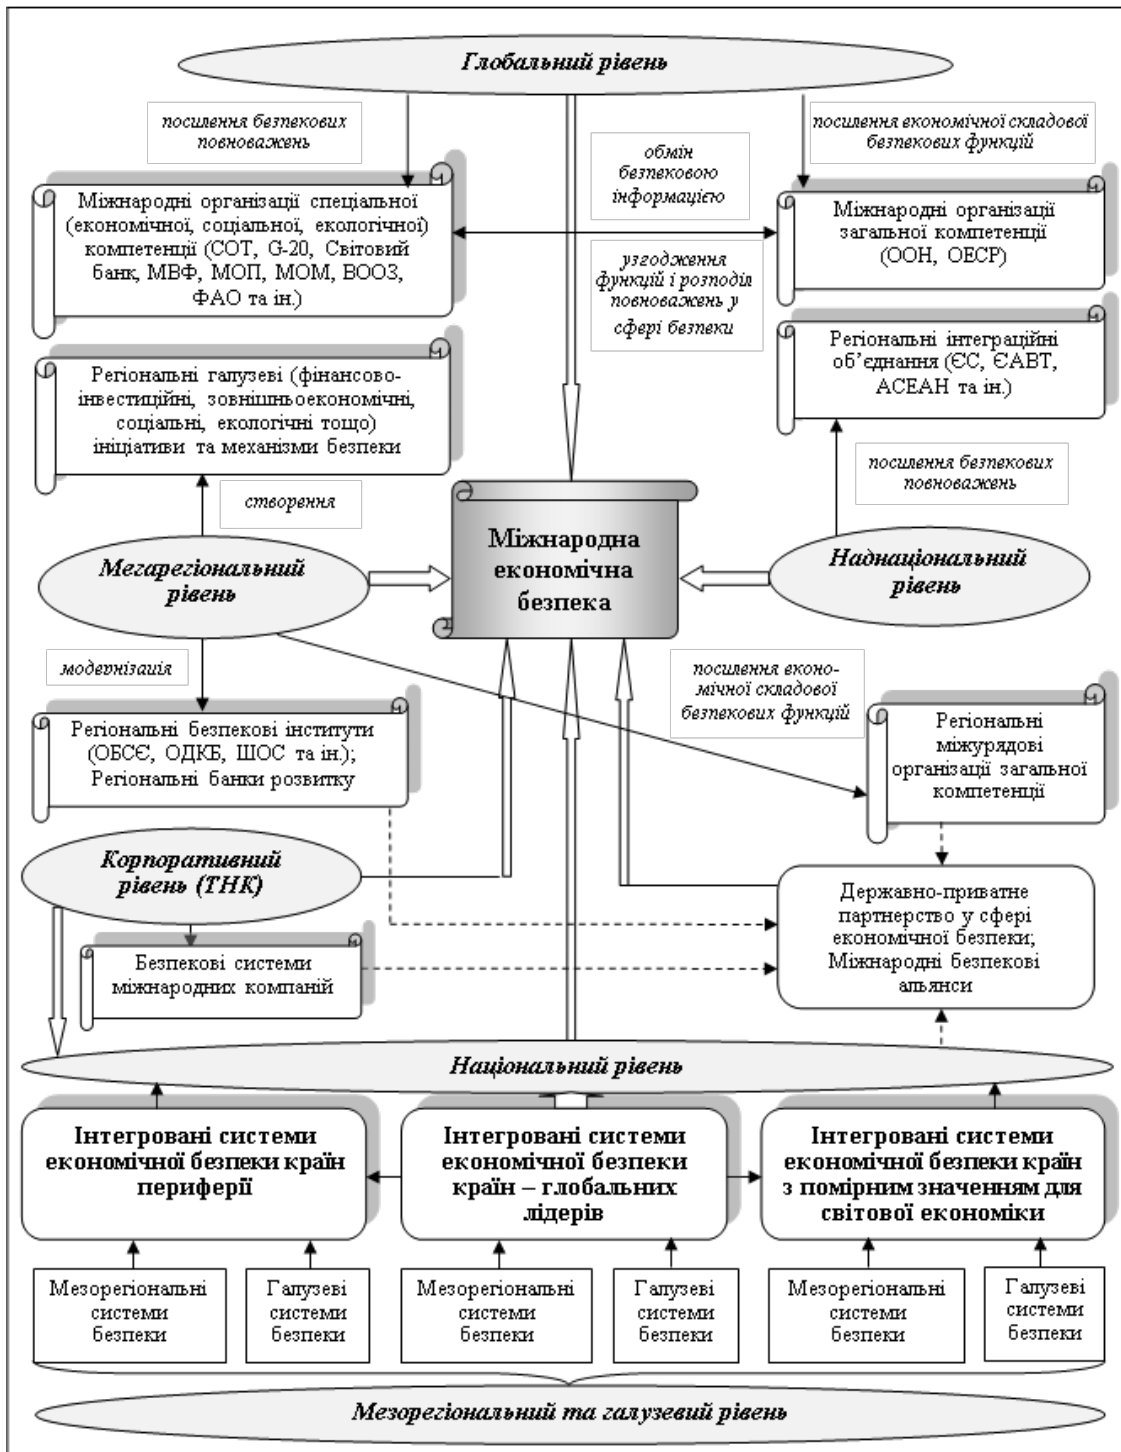 Глобальний рівень
посилення безпекових
повноважень
посилення економічної складової
безпекових функцій
обмін
безпековою
інформацією
Міжнародні організації спеціальної
(економічної, соціальної, екологічної)
компетенції (СОТ, G-20, Світовий
банк, МВФ, МОП, МОМ, ВООЗ,
ФАО та ін.)
Міжнародні організації
загальної компетенції
(ООН, ОЕСР)
узгодження
функцій і розподіл
повноважень у
сфері безпеки
Регіональні галузеві (фінансово-
інвестиційні, зовнішньоекономічні,
соціальні, екологічні тощо)
ініціативи та механізми безпеки
Регіональні інтеграційні
об’єднання (ЄС, ЄАВТ,
АСЕАН та ін.)
створення
посилення безпекових
повноважень
Мегарегіональний
рівень
Міжнародна
економічна
безпека
Наднаціональний
рівень
модернізація
посилення еконо-
мічної складової
безпекових функцій
Регіональні безпекові інститути
(ОБСЄ, ОДКБ, ШОС та ін.);
Регіональні банки розвитку
Регіональні
міжурядові
організації загальної
компетенції
Корпоративний
рівень (ТНК)
Державно-приватне
партнерство у сфері
економічної безпеки;
Міжнародні безпекові
альянси
Безпекові системи
міжнародних компаній
Національний рівень
Інтегровані системи
економічної безпеки країн
периферії
Інтегровані системи
економічної безпеки
країн – глобальних
лідерів
Інтегровані системи
економічної безпеки країн
з помірним значенням для
світової економіки
Мезорегіональні
системи
безпеки
Галузеві
системи
безпеки
Мезорегіональні
системи
безпеки
Галузеві
системи
безпеки
Мезорегіональні
системи
безпеки
Галузеві
системи
безпеки
Мезорегіональний та галузевий рівень